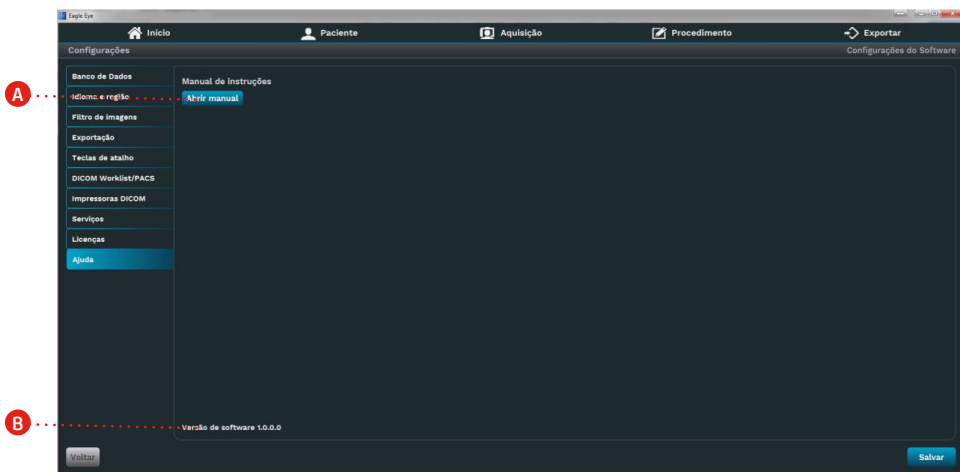 Eagle Eye
Início Paciente Aquisição Procedimento Exportar
Configurações Configurações do Software
Banco de Dados
Manual de instruções
A
Idioma e região
Abrir manual
Filtro de imagens
Exportação
Teclas de atalho
DICOM Worklist/PACS
Impressoras DICOM
Serviços
Licenças
Ajuda
B
Versão de software 1.0.0.0
Voltar Salvar